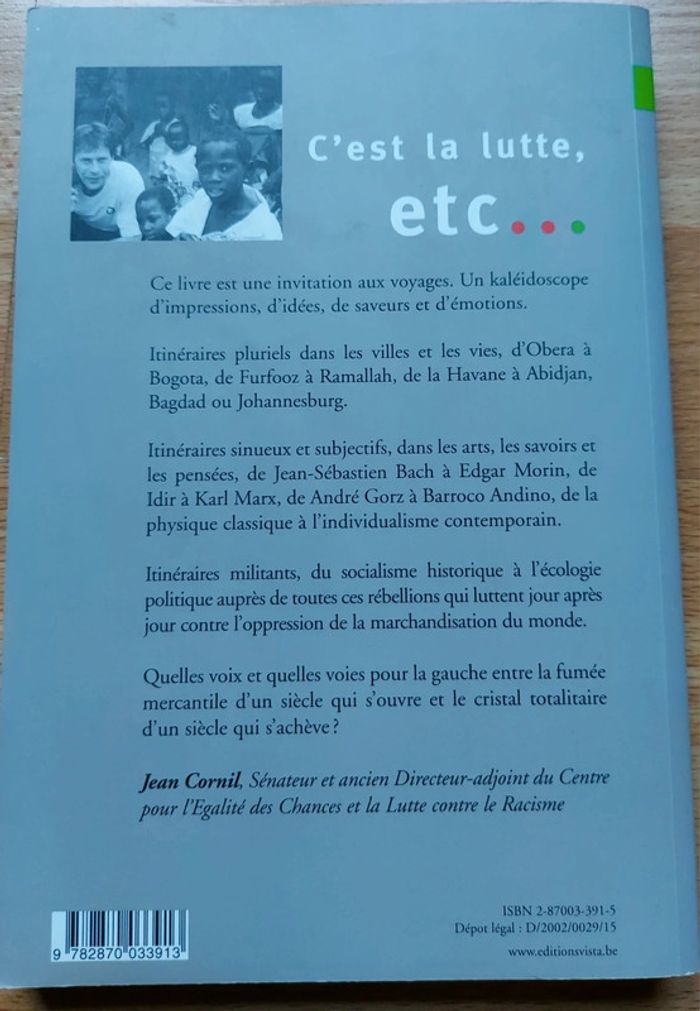 C'est la lutte,
etc...
Ce livre est une invitation aux voyages. Un kaléidoscope
d'impressions, d'idées, de saveurs et d'émotions.
Itinéraires pluriels dans les villes et les vies, d'Obera à
Bogota, de Furfooz à Ramallah, de la Havane à Abidjan,
Bagdad ou Johannesburg.
Itinéraires sinueux et subjectifs, dans les arts, les savoirs et
les pensées, de Jean-Sébastien Bach à Edgar Morin, de
Idir à Karl Marx, de André Gorz à Barroco Andino, de la
physique classique à l'individualisme contemporain.
Itinéraires militants, du socialisme historique à l'écologie
politique auprès de toutes ces rébellions qui luttent jour après
jour contre l'oppression de la marchandisation du monde.
Quelles voix et quelles voies pour la gauche entre la fumée
mercantile d'un siècle qui s'ouvre et le cristal totalitaire
d'un siècle qui s'achève ?
Jean Cornil, Sénateur et ancien Directeur-adjoint du Centre
pour l'Egalité des Chances et la Lutte contre le Racisme
ISBN 2-87003-391-5
Dépot légal : D/2002/0029/15
www.editionsvista.be
9 782870 033913